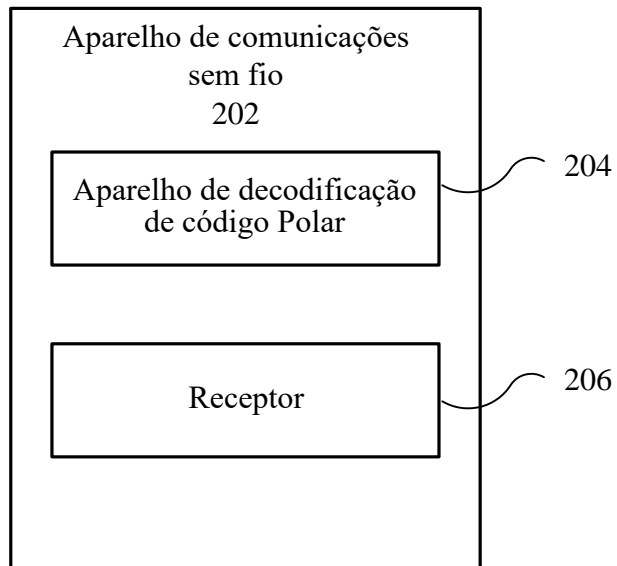 Aparelho de comunicações
sem fio
202
Aparelho de decodificação
de código Polar
204
Receptor
206